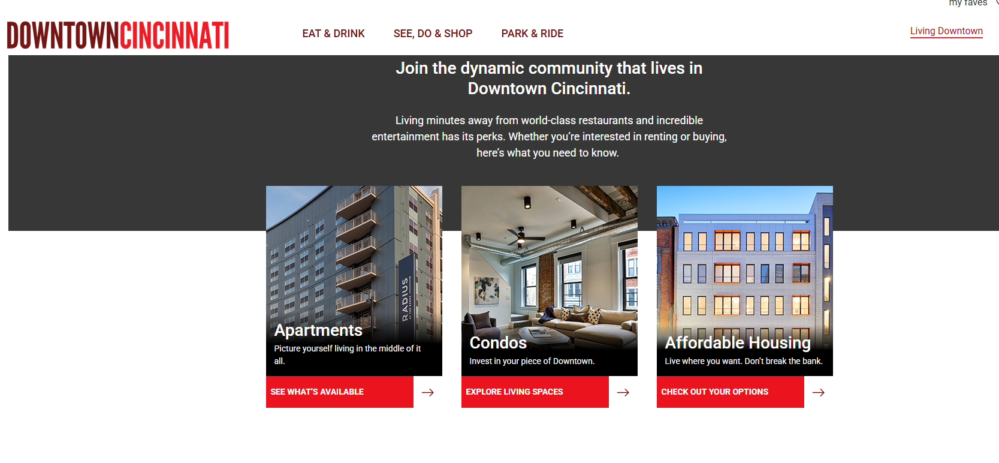 my faves
DOWNTOWNCINCINNATI
EAT & DRINK
SEE, DO & SHOP
PARK & RIDE
Living Downtown
Join the dynamic community that lives in
Downtown Cincinnati.
Living minutes away from world-class restaurants and incredible
entertainment has its perks. Whether you’re interested in renting or buying,
here’s what you need to know.
RADIUS
Apartments
Picture yourself living in the middle of it
all.
SEE WHAT’S AVAILABLE
Condos
Invest in your piece of Downtown.
EXPLORE LIVING SPACES
Affordable Housing
Live where you want. Don’t break the bank.
CHECK OUT YOUR OPTIONS